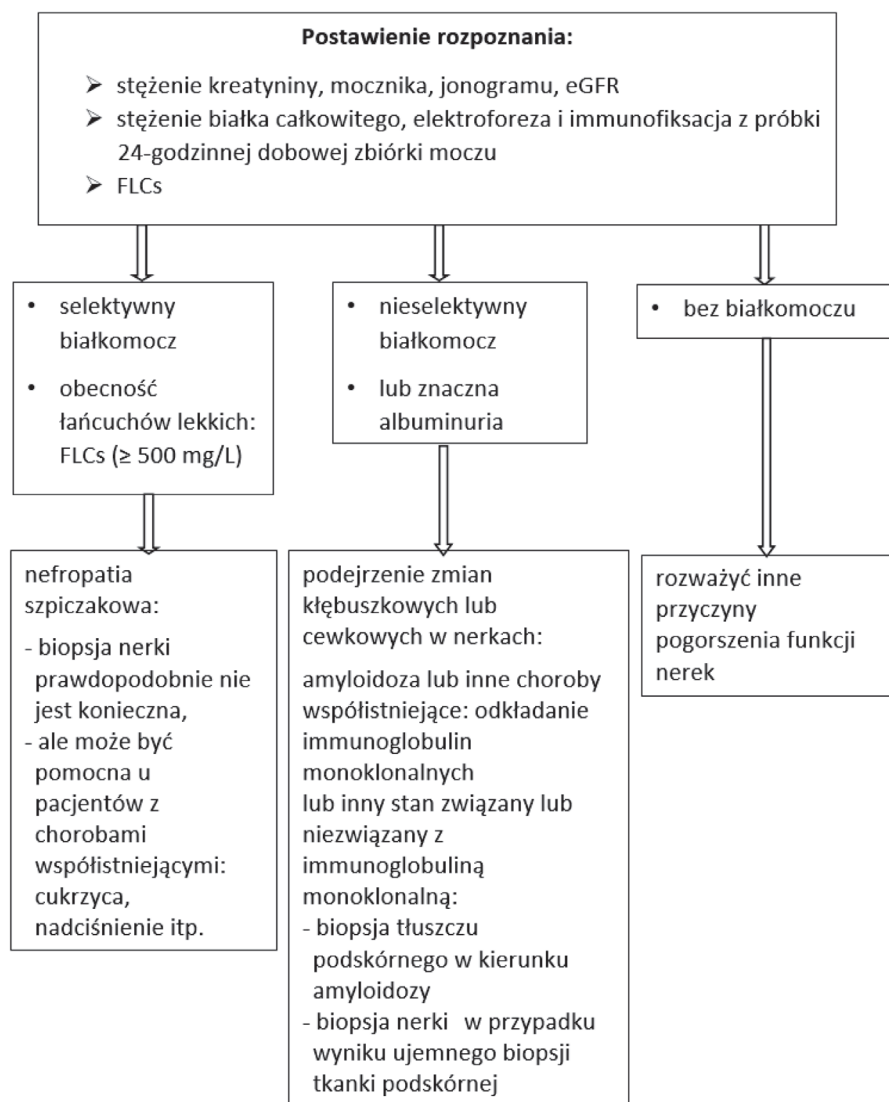 Postawienie rozpoznania:
➢ stężenie kreatyniny, mocznika, jonogramu, eGFR
➢ stężenie białka całkowitego, elektroforeza i immunofiksacja z próbki
24-godzinnej dobowej zbiórki moczu
➢ FLCs
• selektywny
białkomocz
• obecność
łańcuchów lekkich:
FLCs (≥ 500 mg/L)
• nieselektywny
białkomocz
• lub znaczna
albuminuria
• bez białkomoczu
nefropatia
szpiczakowa:
- biopsja nerki
prawdopodobnie nie
jest konieczna,
- ale może być
pomocna u
pacjentów z
chorobami
współistniejącymi:
cukrzyca,
nadciśnienie itp.
podejrzenie zmian
kłębuszkowych lub
cewkowych w nerkach:
amyloidoza lub inne choroby
współistniejące: odkładanie
immunoglobulin
monoklonalnych
lub inny stan związany lub
niezwiązany z
immunoglobuliną
monoklonalną:
- biopsja tłuszczu
podskórnego w kierunku
amyloidozy
- biopsja nerki w przypadku
wyniku ujemnego biopsji
tkanki podskórnej
rozważyć inne
przyczyny
pogorszenia funkcji
nerek